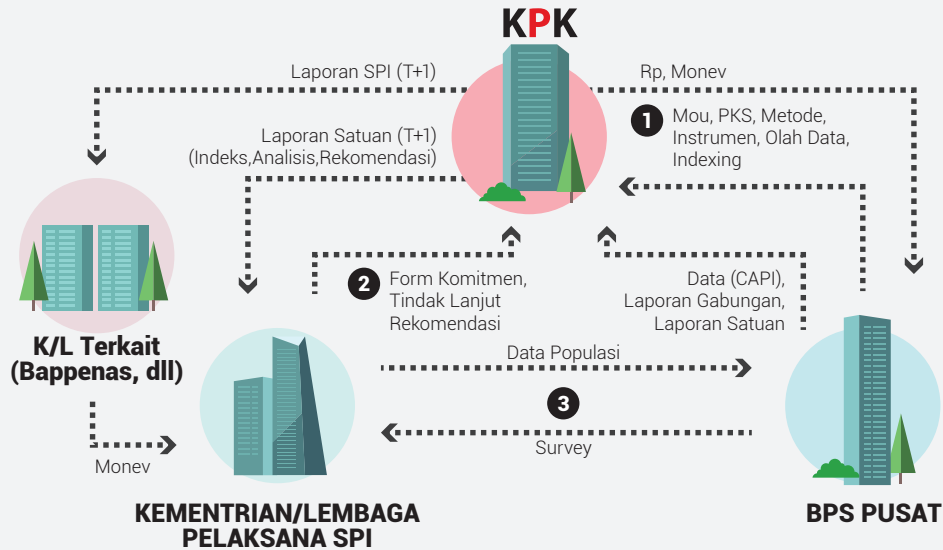 KPK
Laporan SPI (T+1)
Rp, Monev
1
Mou, PKS, Metode,
Instrumen, Olah Data,
Indexing
Laporan Satuan (T+1)
(Indeks,Analisis,Rekomendasi)
2
Form Komitmen,
Tindak Lanjut
Rekomendasi
Data (CAPI),
Laporan Gabungan,
Laporan Satuan
K/L Terkait
(Bappenas, dll)
Data Populasi
3
Survey
Monev
KEMENTRIAN/LEMBAGA
PELAKSANA SPI
BPS PUSAT